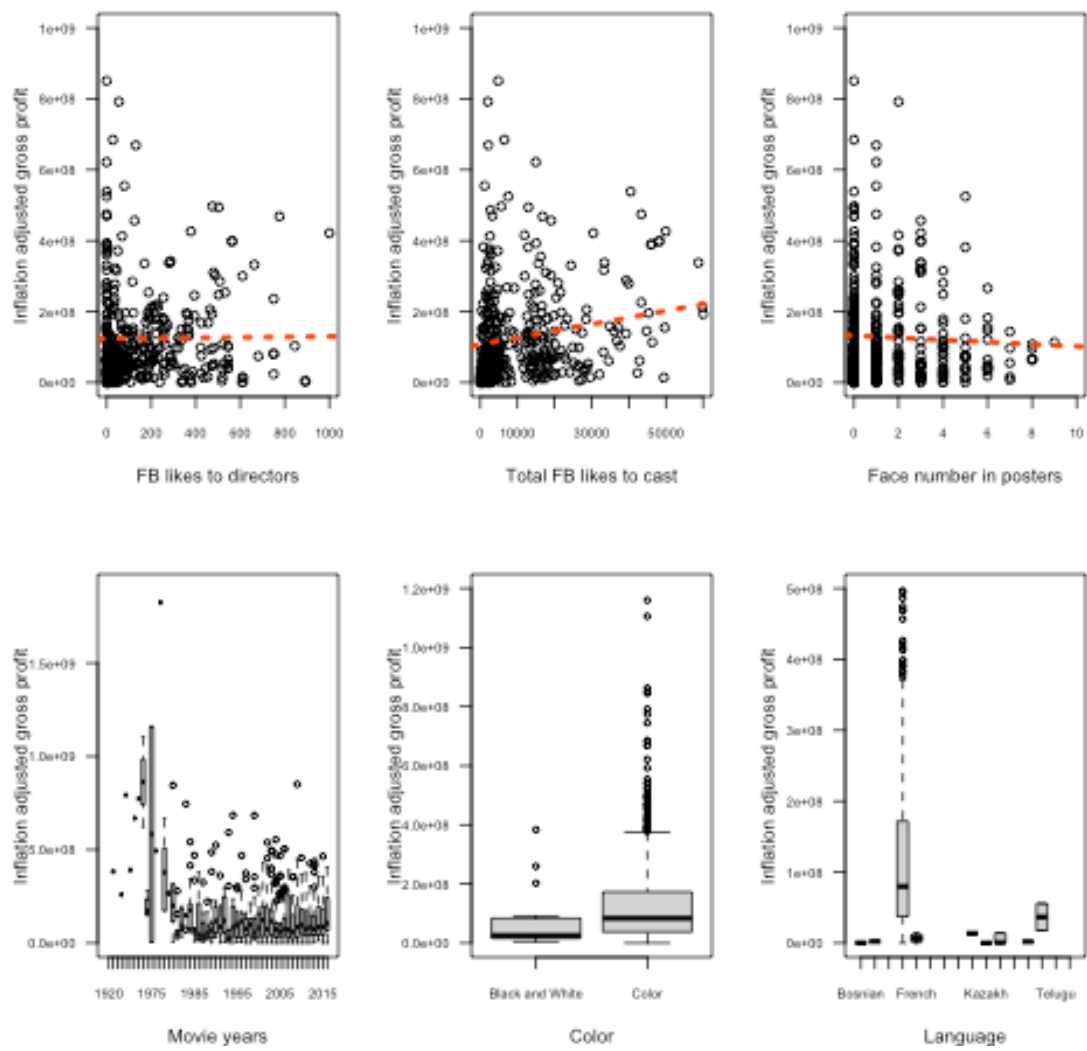 Inflation adjusted gross profit
1e+09
8e+08
6e+08
4e+08
2e+08
0e+00
0 200 400 600 800 1000
FB likes to directors
Inflation adjusted gross profit
1e+09
8e+08
6e+08
4e+08
2e+08
0e+00
0 10000 30000 50000
Total FB likes to cast
Inflation adjusted gross profit
1e+09
8e+08
6e+08
4e+08
2e+08
0e+00
0 2 4 6 8 10
Face number in posters
Inflation adjusted gross profit
1.5e+09
1.0e+09
5.0e+08
0.0e+00
1920 1975 1985 1995 2005 2015
Movie years
Inflation adjusted gross profit
1.2e+09
1.0e+09
8.0e+08
6.0e+08
4.0e+08
2.0e+08
0.0e+00
Black and White Color
Color
Inflation adjusted gross profit
5e+08
4e+08
3e+08
2e+08
1e+08
0e+00
Bosnian French Kazakh Telugu
Language